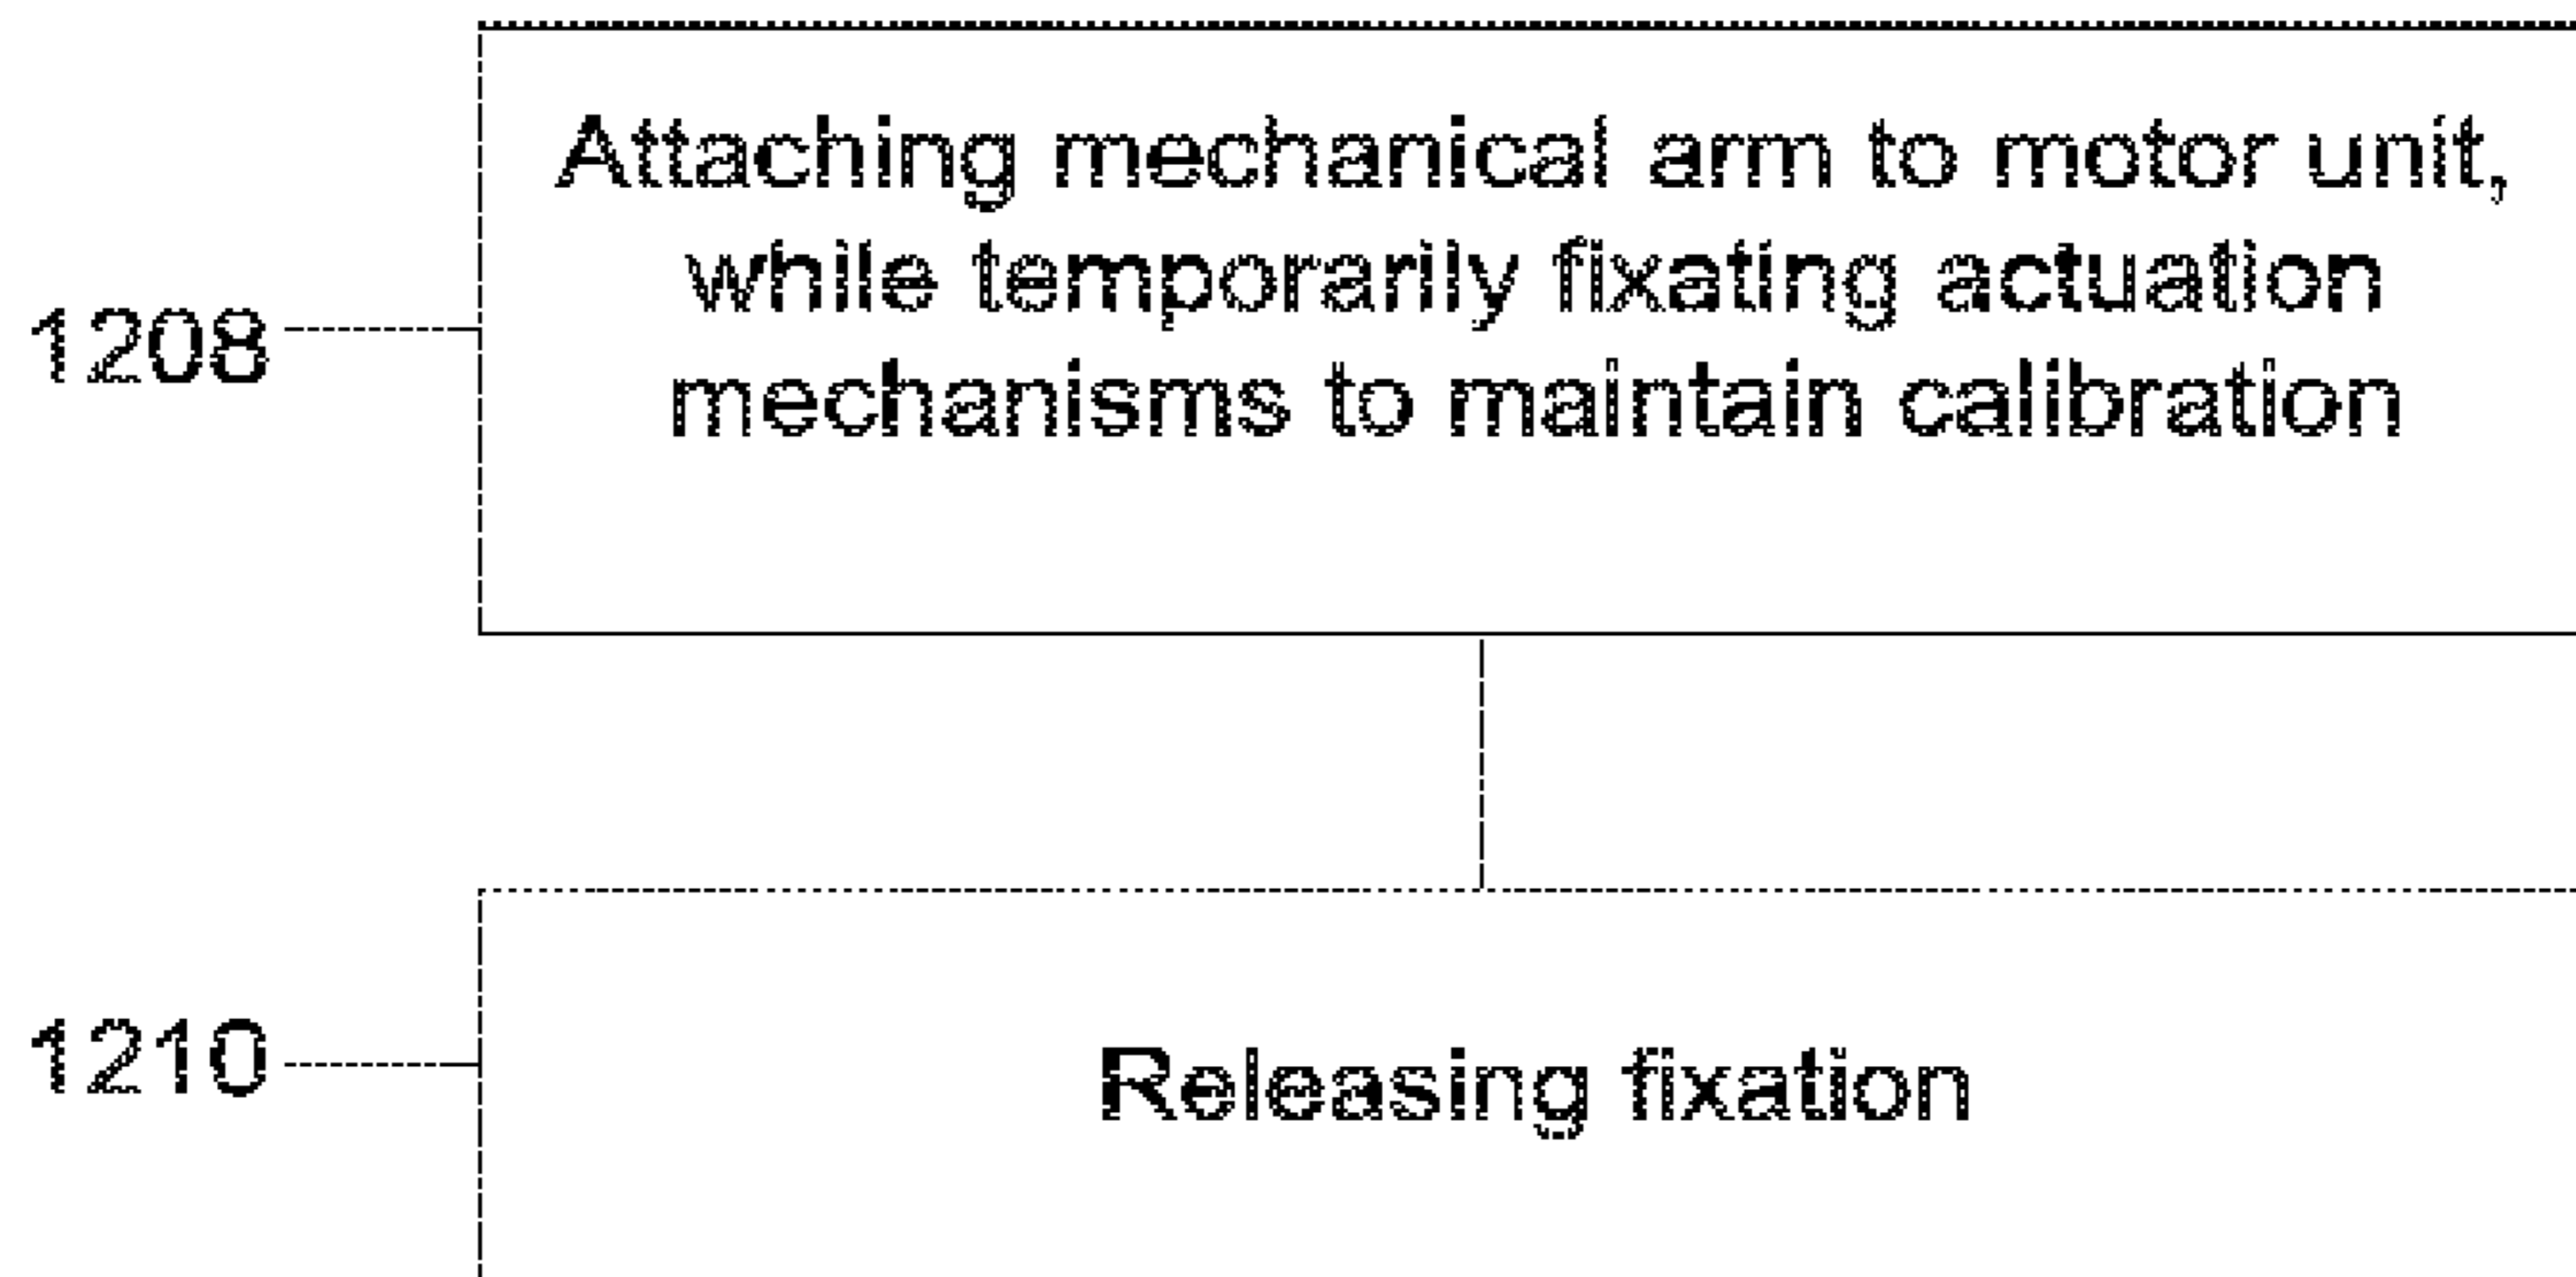 Attaching mechanical arm to motor unit,
while temporarily fixating actuation
1208
mechanisms to maintain calibration
1210
Releasing fixation